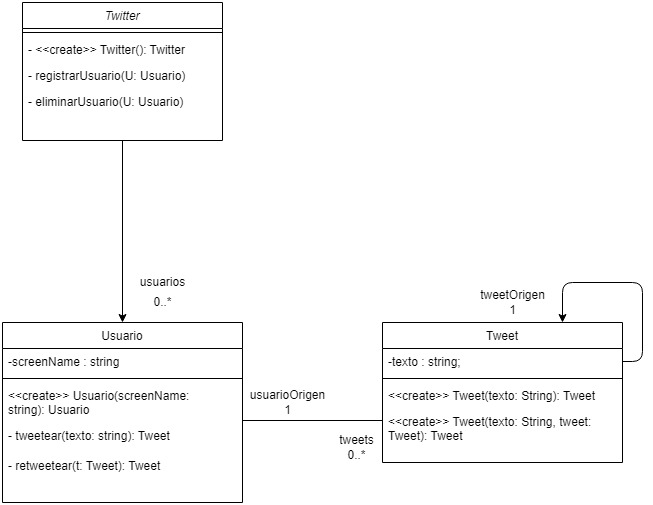 Twitter
- <<create>> Twitter(): Twitter
- registrarUsuario(U: Usuario)
- eliminarUsuario(U: Usuario)
usuarios
0..*
tweetOrigen
1
Usuario
-screenName : string
<<create>> Usuario(screenName:
string): Usuario
- tweetear(texto: string): Tweet
- retweetear(t: Tweet): Tweet
usuarioOrigen
1
tweets
0..*
Tweet
-texto : string;
<<create>> Tweet(texto: String): Tweet
<<create>> Tweet(texto: String, tweet:
Tweet): Tweet